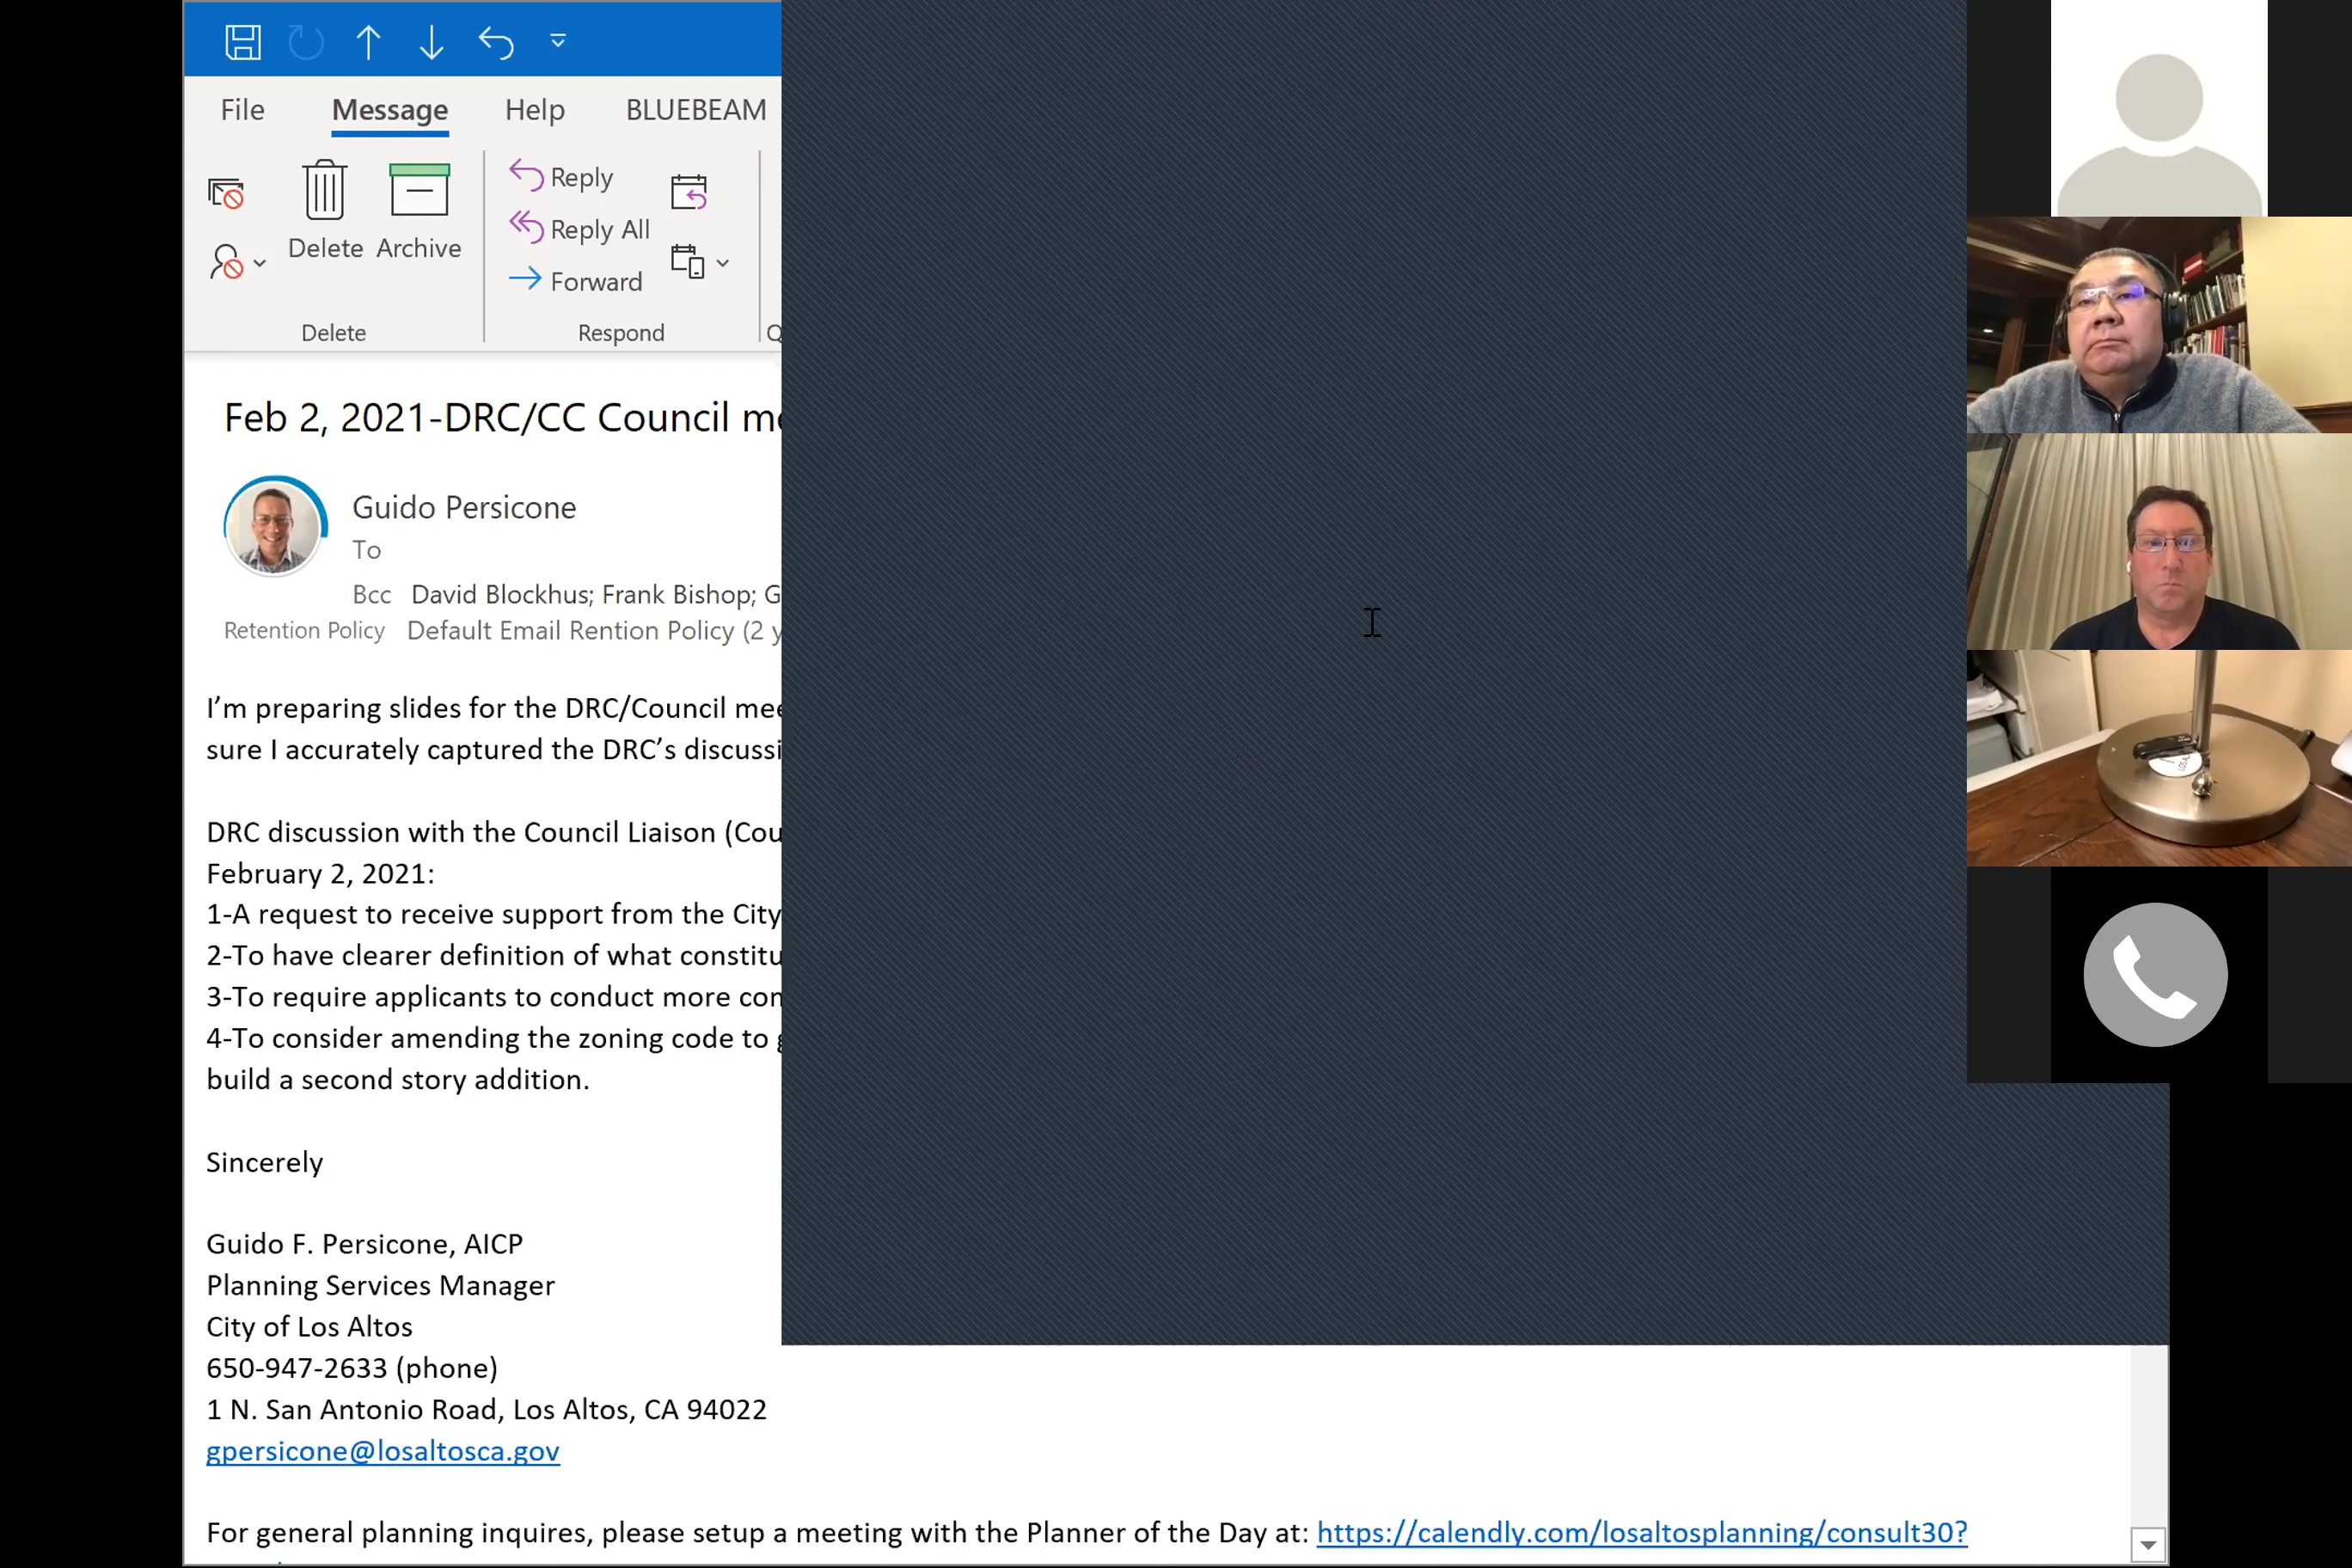 File Message Help BLUEBEAM
Reply
Reply All
Delete Archive
Forward
Delete Respond
Feb 2, 2021-DRC/CC Council
Guido Persicone
To
Bcc David Blockhus; Frank Bishop; G
Retention Policy Default Email Rention Policy (2 y
I’m preparing slides for the DRC/Council mee
sure I accurately captured the DRC’s discussi
DRC discussion with the Council Liaison (Cou
February 2, 2021:
1-A request to receive support from the City
2-To have clearer definition of what constitu
3-To require applicants to conduct more con
4-To consider amending the zoning code to g
build a second story addition.
Sincerely
Guido F. Persicone, AICP
Planning Services Manager
City of Los Altos
650-947-2633 (phone)
1 N. San Antonio Road, Los Altos, CA 94022
gpersicone@losaltosca.gov
For general planning inquires, please setup a meeting with the Planner of the Day at: https://calendly.com/losaltosplanning/consult30?